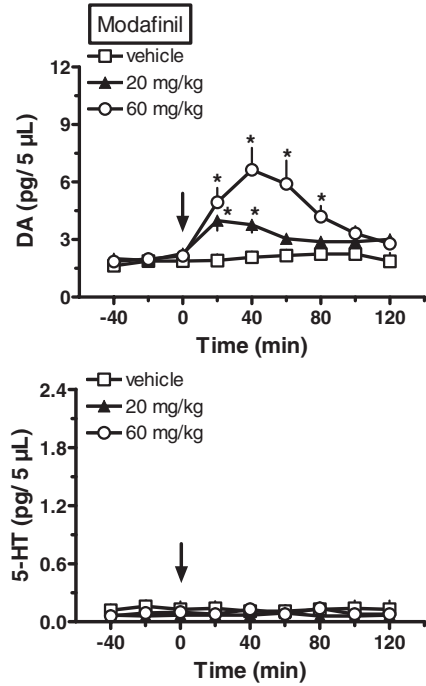 Modafinil
vehicle
20 mg/kg
60 mg/kg
12
9
6
3
0
DA (pg/ 5 µL)
* * * *
* *
-40 0 40 80 120
Time (min)
vehicle
20 mg/kg
60 mg/kg
2.4
1.8
1.2
0.6
0.0
5-HT (pg/ 5 µL)
-40 0 40 80 120
Time (min)